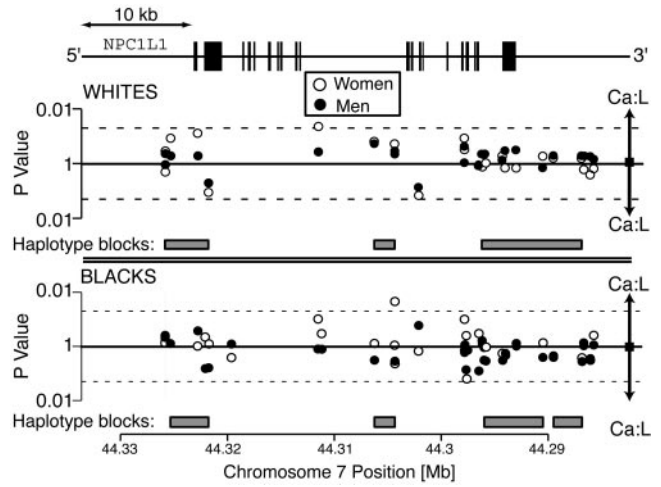 10 kb
NPC1L1
5' 3'
Women
Men
WHITES
Ca:L
0.01
P Value
1
0.01
Ca:L
Haplotype blocks:
BLACKS
Ca:L
0.01
P Value
1
0.01
Ca:L
Haplotype blocks:
44.33 44.32 44.31 44.3 44.29
Chromosome 7 Position [Mb]